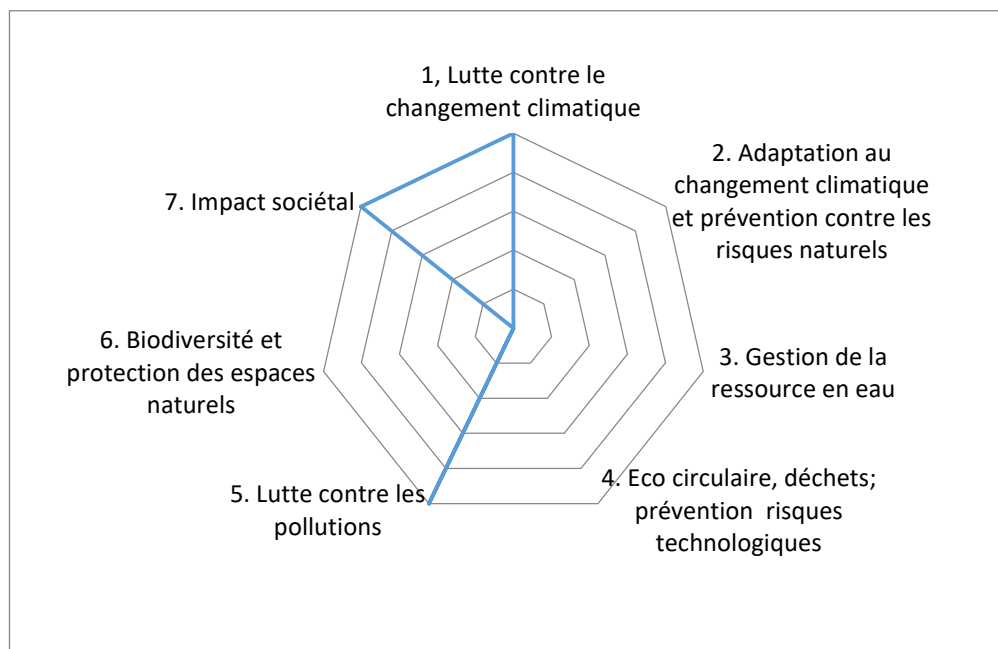 1, Lutte contre le
changement climatique
2. Adaptation au
changement climatique
et prévention contre les
risques naturels
3. Gestion de la
ressource en eau
4. Eco circulaire, déchets;
prévention  risques
technologiques
5. Lutte contre les
pollutions
6. Biodiversité et
protection des espaces
naturels
7. Impact sociétal